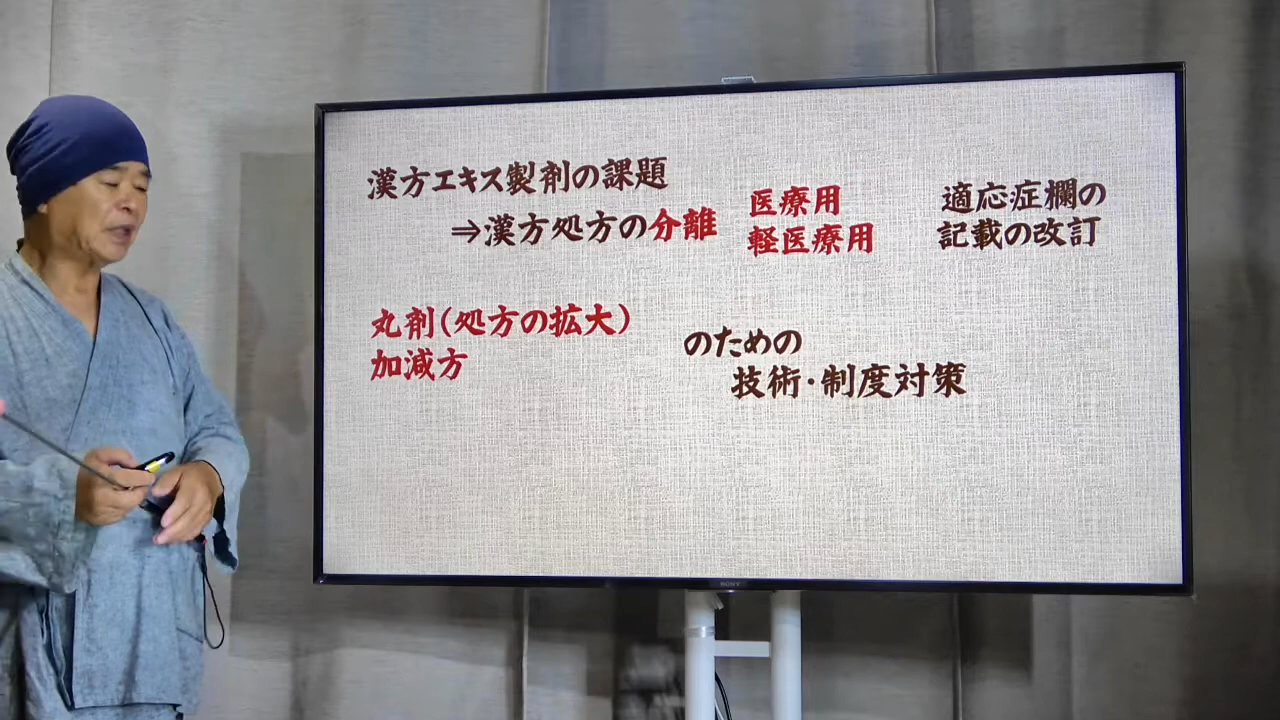 漢方エキス製剤の課題
⇒漢方処方の分離
医療用
軽医療用
適応症欄の
記載の改訂
丸剤(処方の拡大)
加減方
のための
技術・制度対策
SONY